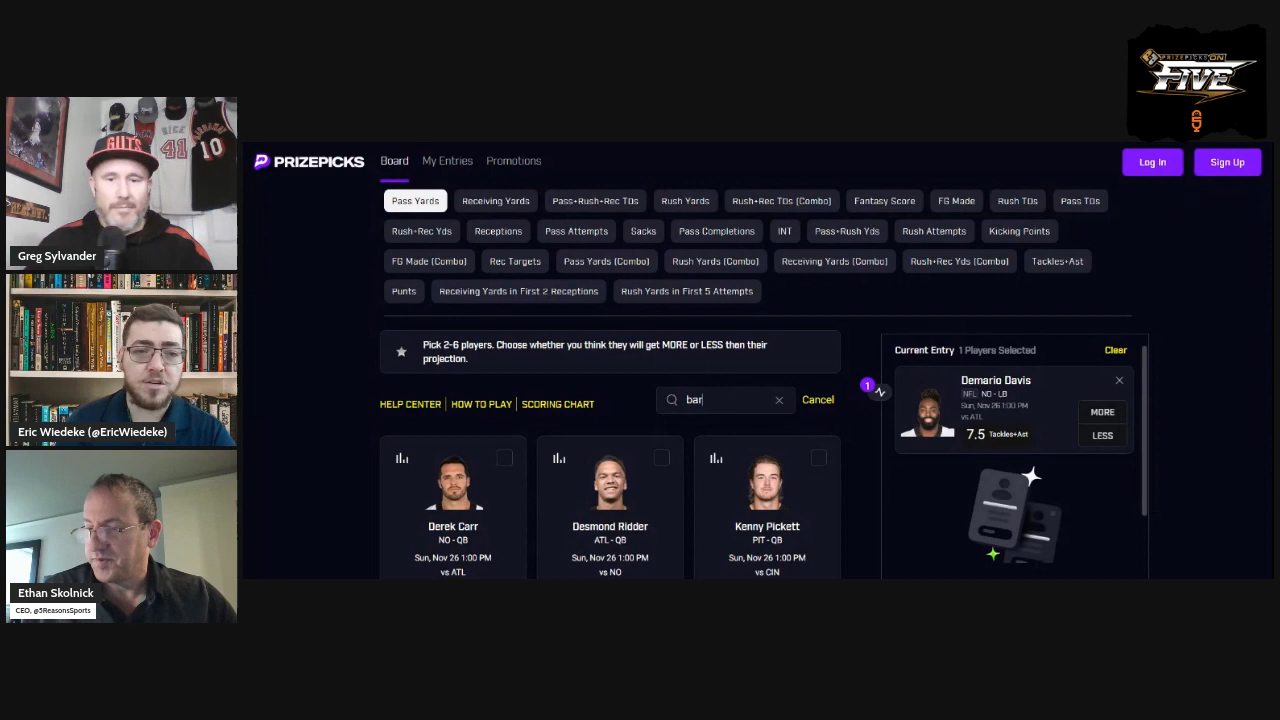 PRIZEPICKS ON
FIVE
GUTS
RICE
41
10
Greg Sylvander
Eric Wiedeke (@EricWiedeke)
Ethan Skolnick
CEO, @5ReasonsSports
PRIZEPICKS
Board
My Entries
Promotions
Log In
Sign Up
Pass Yards
Receiving Yards
Pass+Rush+Rec TDs
Rush Yards
Rush+Rec TDs (Combo)
Fantasy Score
FG Made
Rush TDs
Pass TDs
Rush+Rec Yds
Receptions
Pass Attempts
Sacks
Pass Completions
INT
Pass+Rush Yds
Rush Attempts
Kicking Points
FG Made (Combo)
Rec Targets
Pass Yards (Combo)
Rush Yards (Combo)
Receiving Yards (Combo)
Rush+Rec Yds (Combo)
Tackles+Ast
Punts
Receiving Yards in First 2 Receptions
Rush Yards in First 5 Attempts
Pick 2-6 players. Choose whether you think they will get MORE or LESS than their
projection.
HELP CENTER
HOW TO PLAY
SCORING CHART
bar
Cancel
Derek Carr
NO - QB
Sun, Nov 26 1:00 PM
vs ATL
Desmond Ridder
ATL - QB
Sun, Nov 26 1:00 PM
vs NO
Kenny Pickett
PIT - QB
Sun, Nov 26 1:00 PM
vs CIN
1
Current Entry 1 Players Selected
Clear
Demario Davis
NFL NO - LB
Sun, Nov 26 1:00 PM
vs ATL
7.5 Tackles+Ast
MORE
LESS